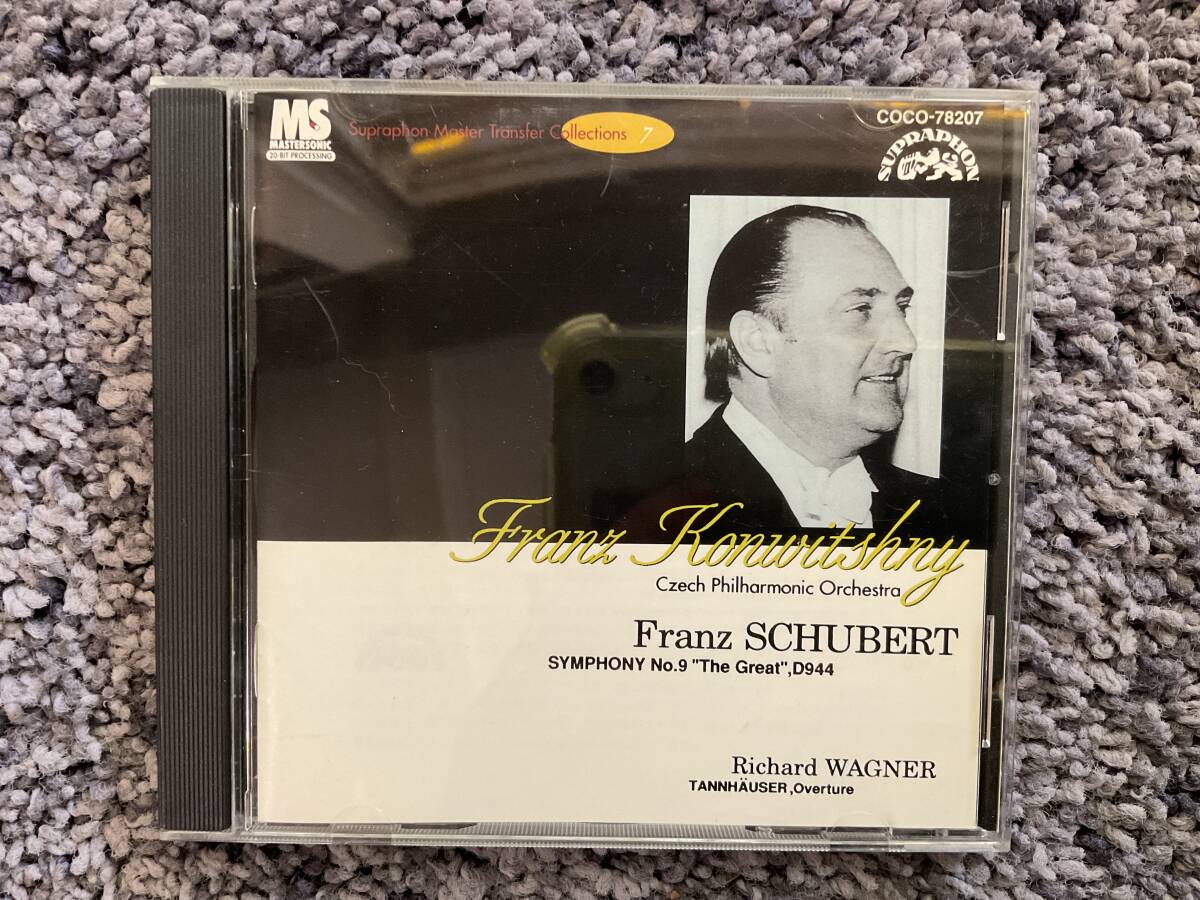 MS
MASTERSONIC
20-BIT PROCESSING
Supraphon Master Transfer Collections 7
COCO-78207
SUPRAPHON
Franz Konwitshny
Czech Philharmonic Orchestra
Franz SCHUBERT
SYMPHONY No.9 "The Great",D944
Richard WAGNER
TANNHÄUSER,Overture